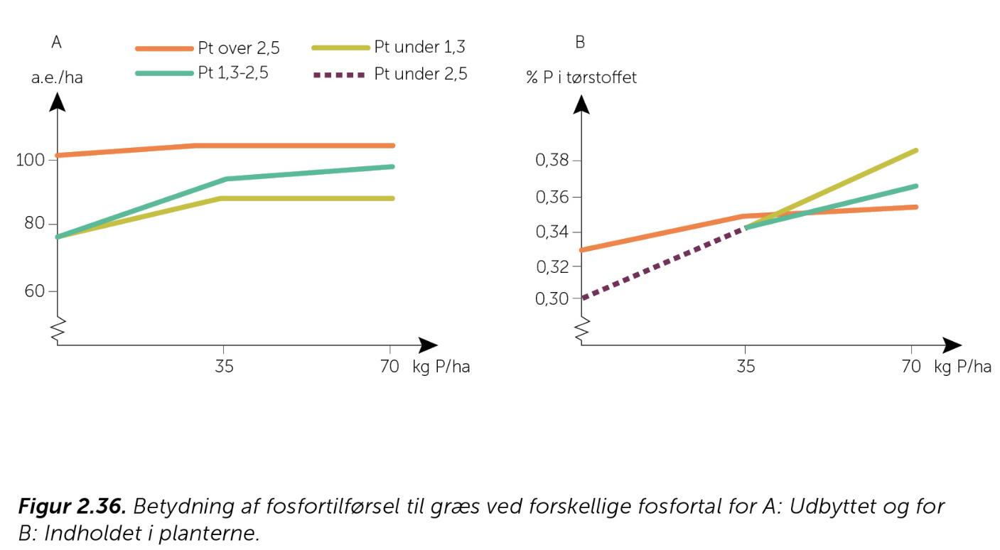 A
Pt over 2,5
Pt under 1,3
Pt 1,3-2,5
Pt under 2,5
a.e./ha
100
80
60
35
70
kg P/ha
B
% P i tørstoffet
0,38
0,36
0,34
0,32
0,30
35
70
kg P/ha
Figur 2.36. Betydning af fosfortilførsel til græs ved forskellige fosfortal for A: Udbyttet og for
B: Indholdet i planterne.